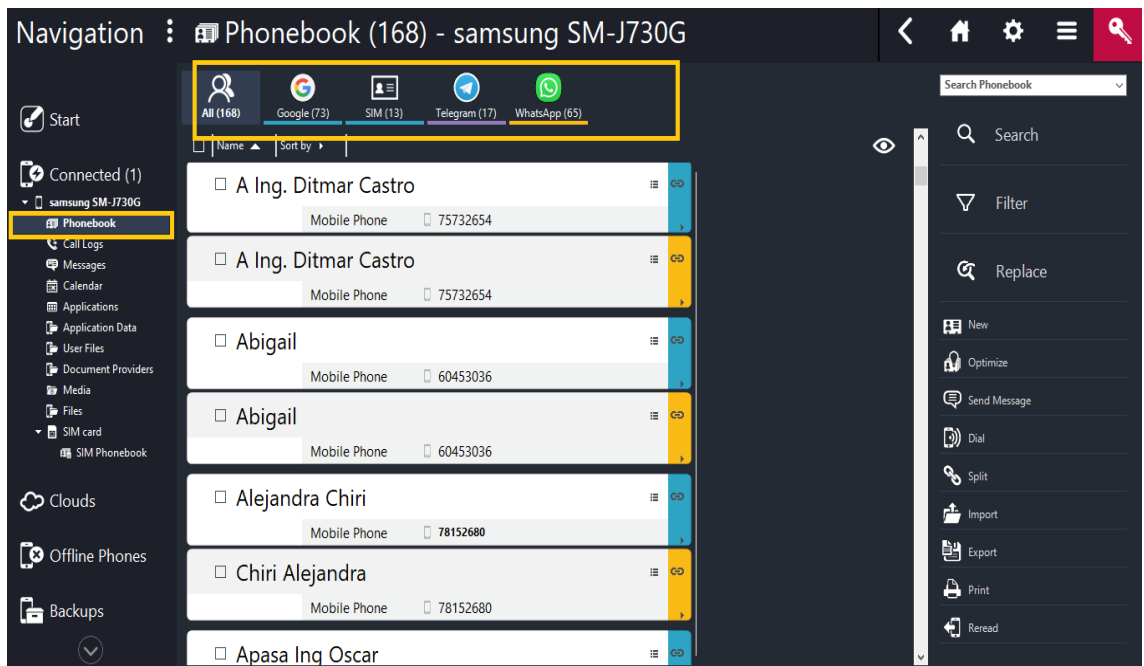 Navigation
Phonebook (168) - samsung SM-J730G
Start
Connected (1)
samsung SM-J730G
Phonebook
Call Logs
Messages
Calendar
Applications
Application Data
User Files
Document Providers
Media
Files
SIM card
SIM Phonebook
Clouds
Offline Phones
Backups
All (168) Google (73) SIM (13) Telegram (17) WhatsApp (65)
Name Sort by
A Ing. Ditmar Castro
Mobile Phone 75732654
A Ing. Ditmar Castro
Mobile Phone 75732654
Abigail
Mobile Phone 60453036
Abigail
Mobile Phone 60453036
Alejandra Chiri
Mobile Phone 78152680
Chiri Alejandra
Mobile Phone 78152680
Apasa Ing Oscar
Search Phonebook
Search
Filter
Replace
New
Optimize
Send Message
Dial
Split
Import
Export
Print
Reread